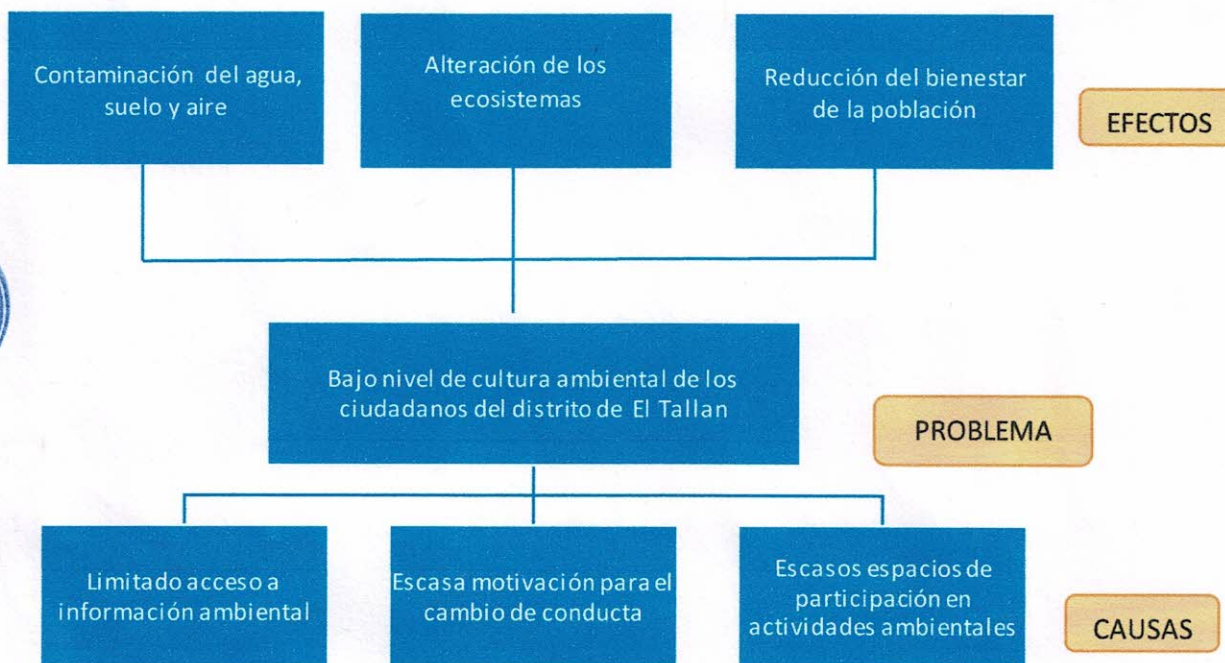 Contaminación del agua,
suelo y aire
Alteración de los
ecosistemas
Reducción del bienestar
de la población
EFECTOS
Bajo nivel de cultura ambiental de los
ciudadanos del distrito de El Tallan
PROBLEMA
Limitado acceso a
información ambiental
Escasa motivación para el
cambio de conducta
Escasos espacios de
participación en
actividades ambientales
CAUSAS